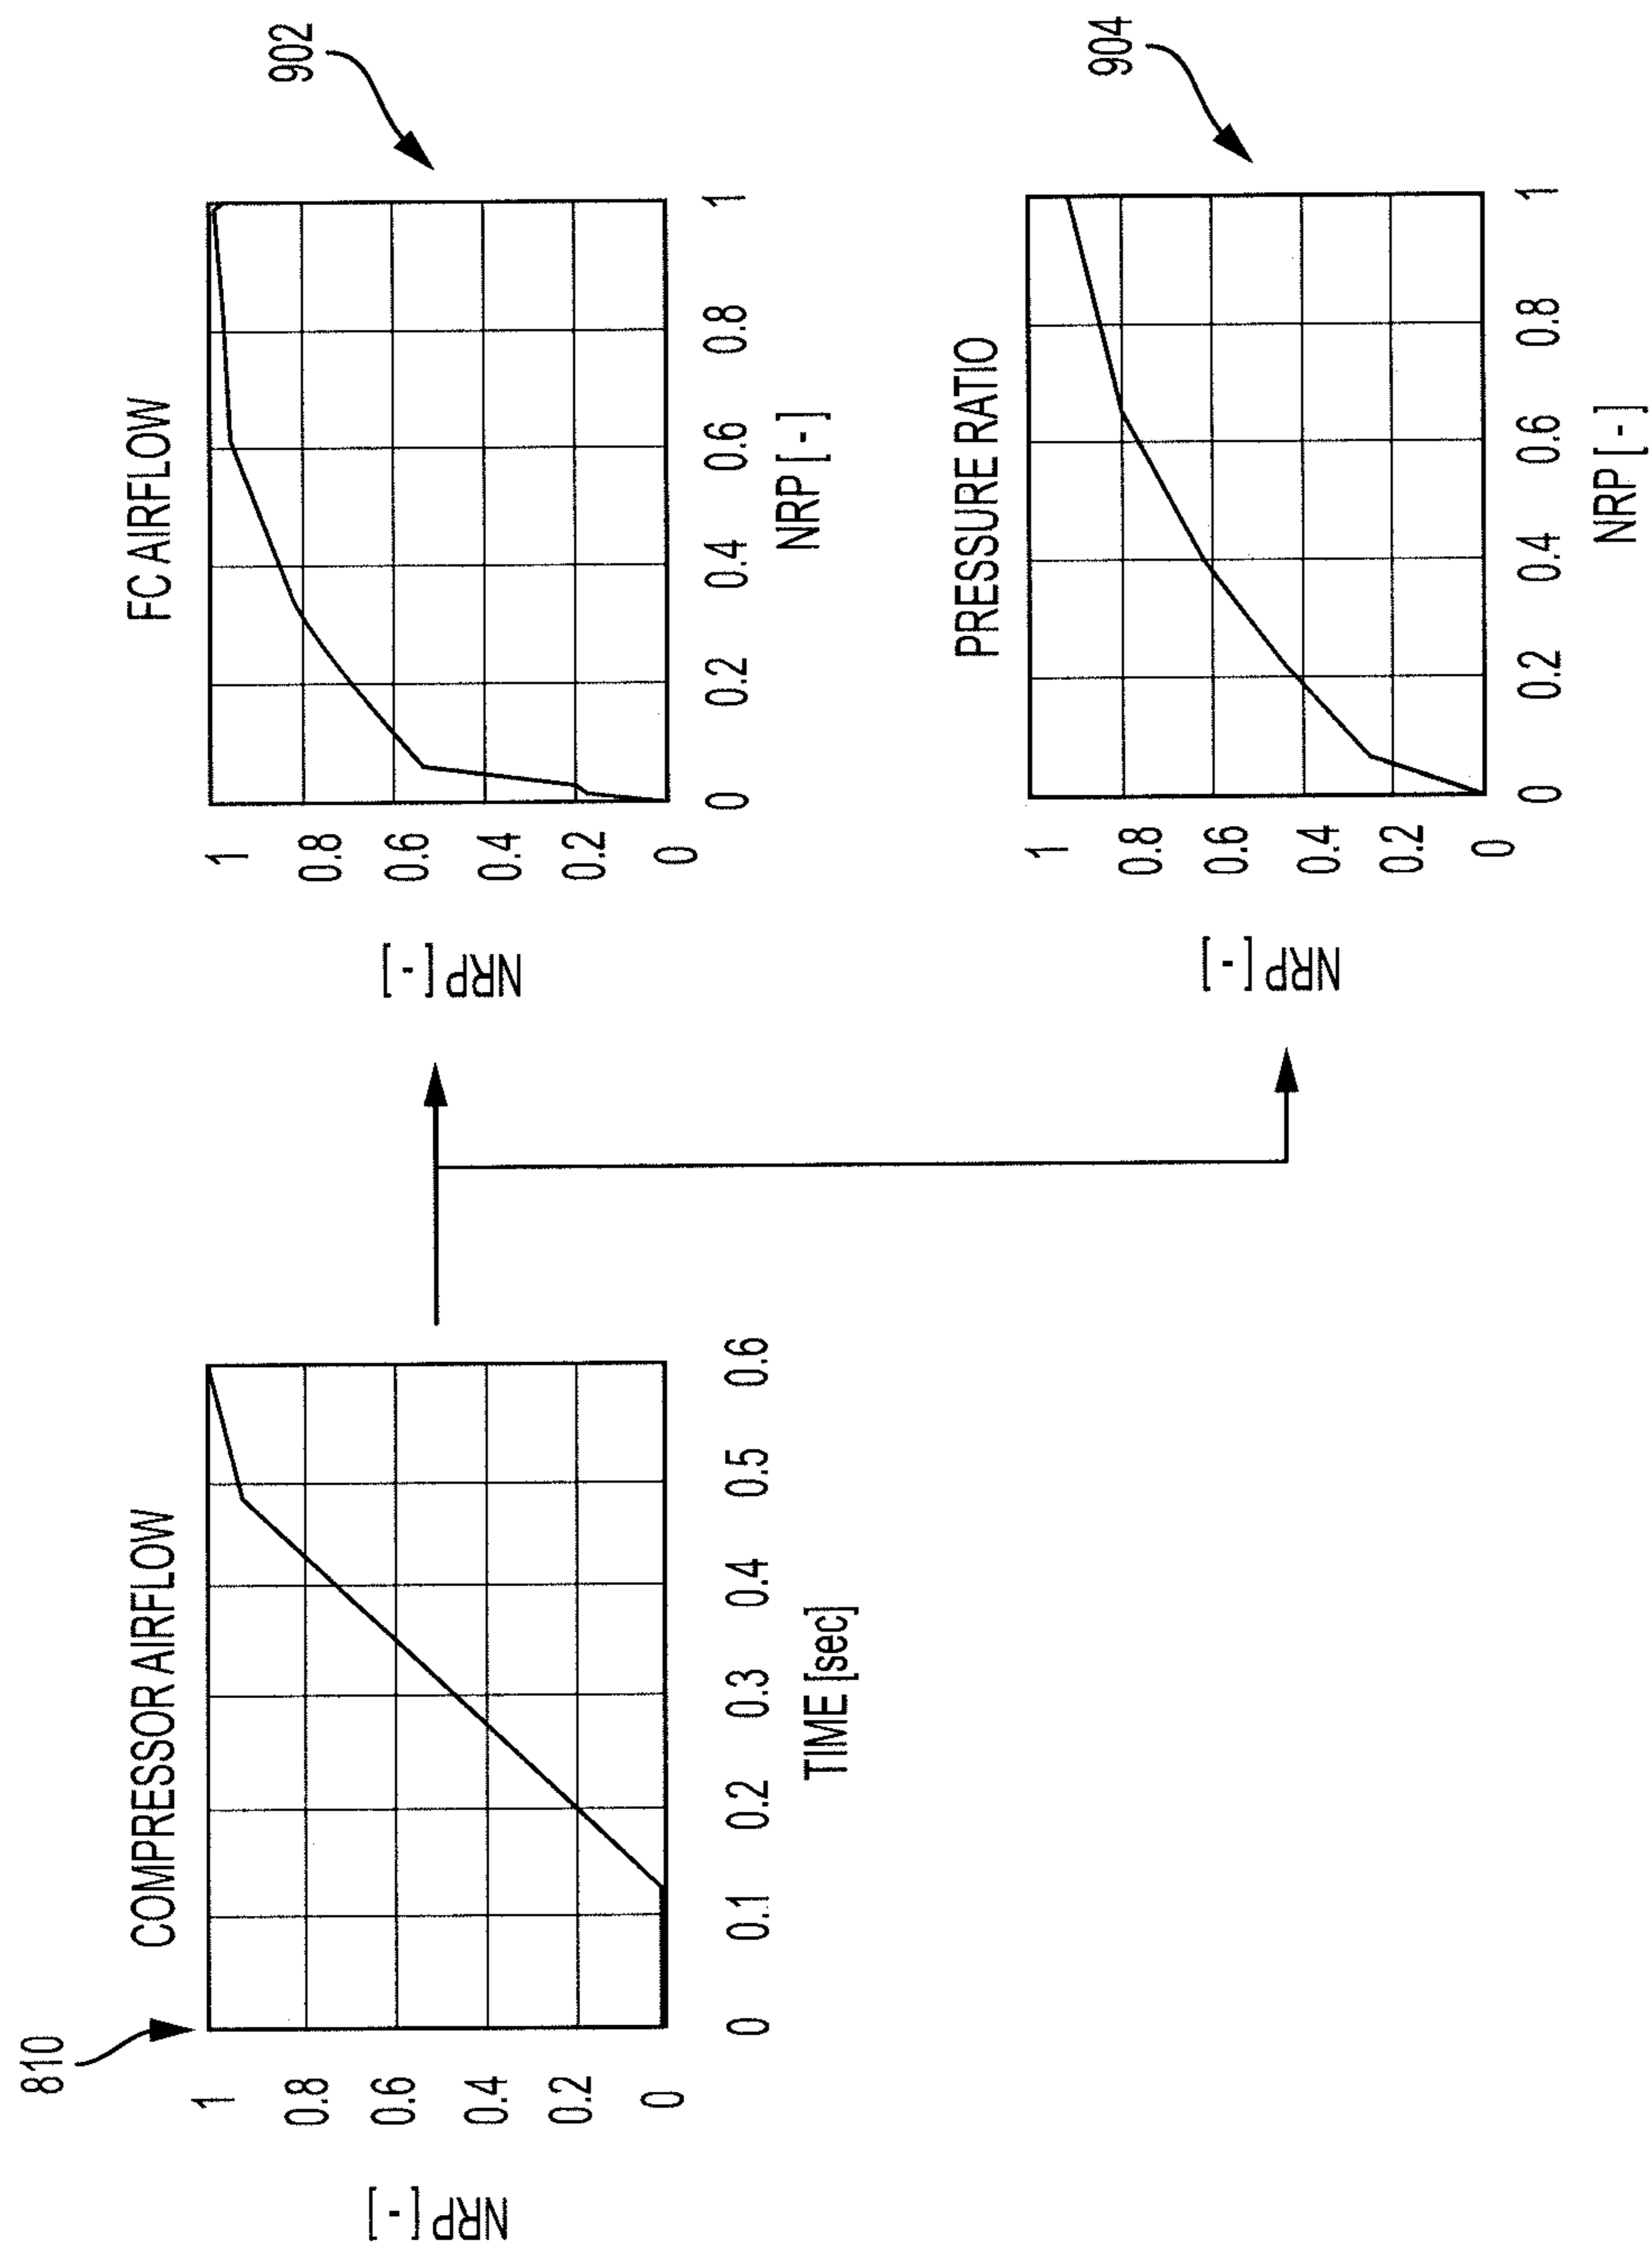 810
COMPRESSOR AIRFLOW
NRP [ - ]
1
0.8
0.6
0.4
0.2
0
0 0.1 0.2 0.3 0.4 0.5 0.6
TIME [sec]
902
FC AIRFLOW
NRP [ - ]
1
0.8
0.6
0.4
0.2
0
0 0.2 0.4 0.6 0.8 1
NRP [ - ]
904
PRESSURE RATIO
NRP [ - ]
1
0.8
0.6
0.4
0.2
0
0 0.2 0.4 0.6 0.8 1
NRP [ - ]